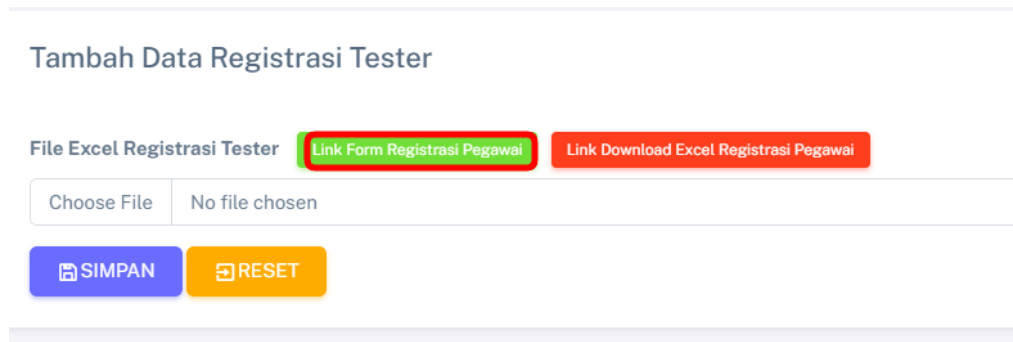 Tambah Data Registrasi Tester
File Excel Registrasi Tester Link Form Registrasi Pegawai Link Download Excel Registrasi Pegawai
Choose File No file chosen
SIMPAN RESET